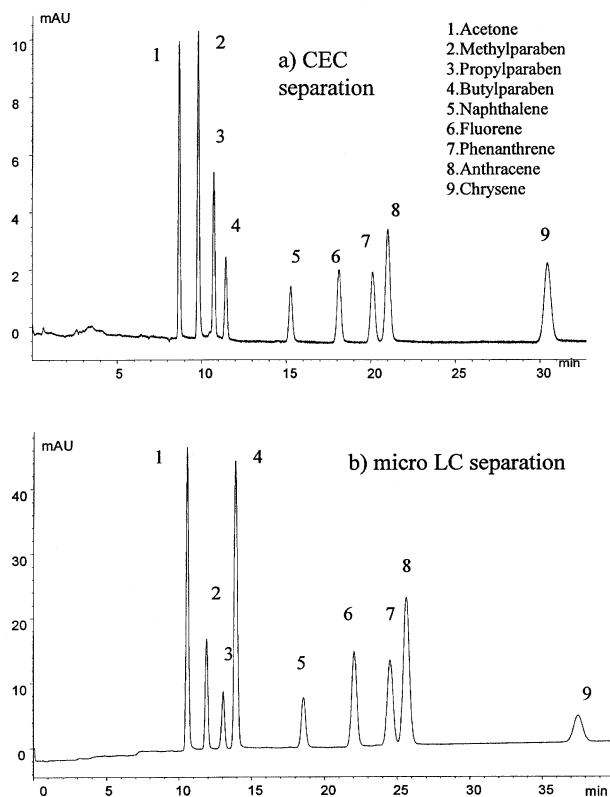 mAU
10
8
6
4
2
0
1
2
3
4
5
6
7
8
9
a) CEC
separation
1.Acetone
2.Methylparaben
3.Propylparaben
4.Butylparaben
5.Naphthalene
6.Fluorene
7.Phenanthrene
8.Anthracene
9.Chrysene
5 10 15 20 25 30 min
mAU
40
30
20
10
0
1
2
3
4
5
6
7
8
9
b) micro LC separation
0 5 10 15 20 25 30 35 min